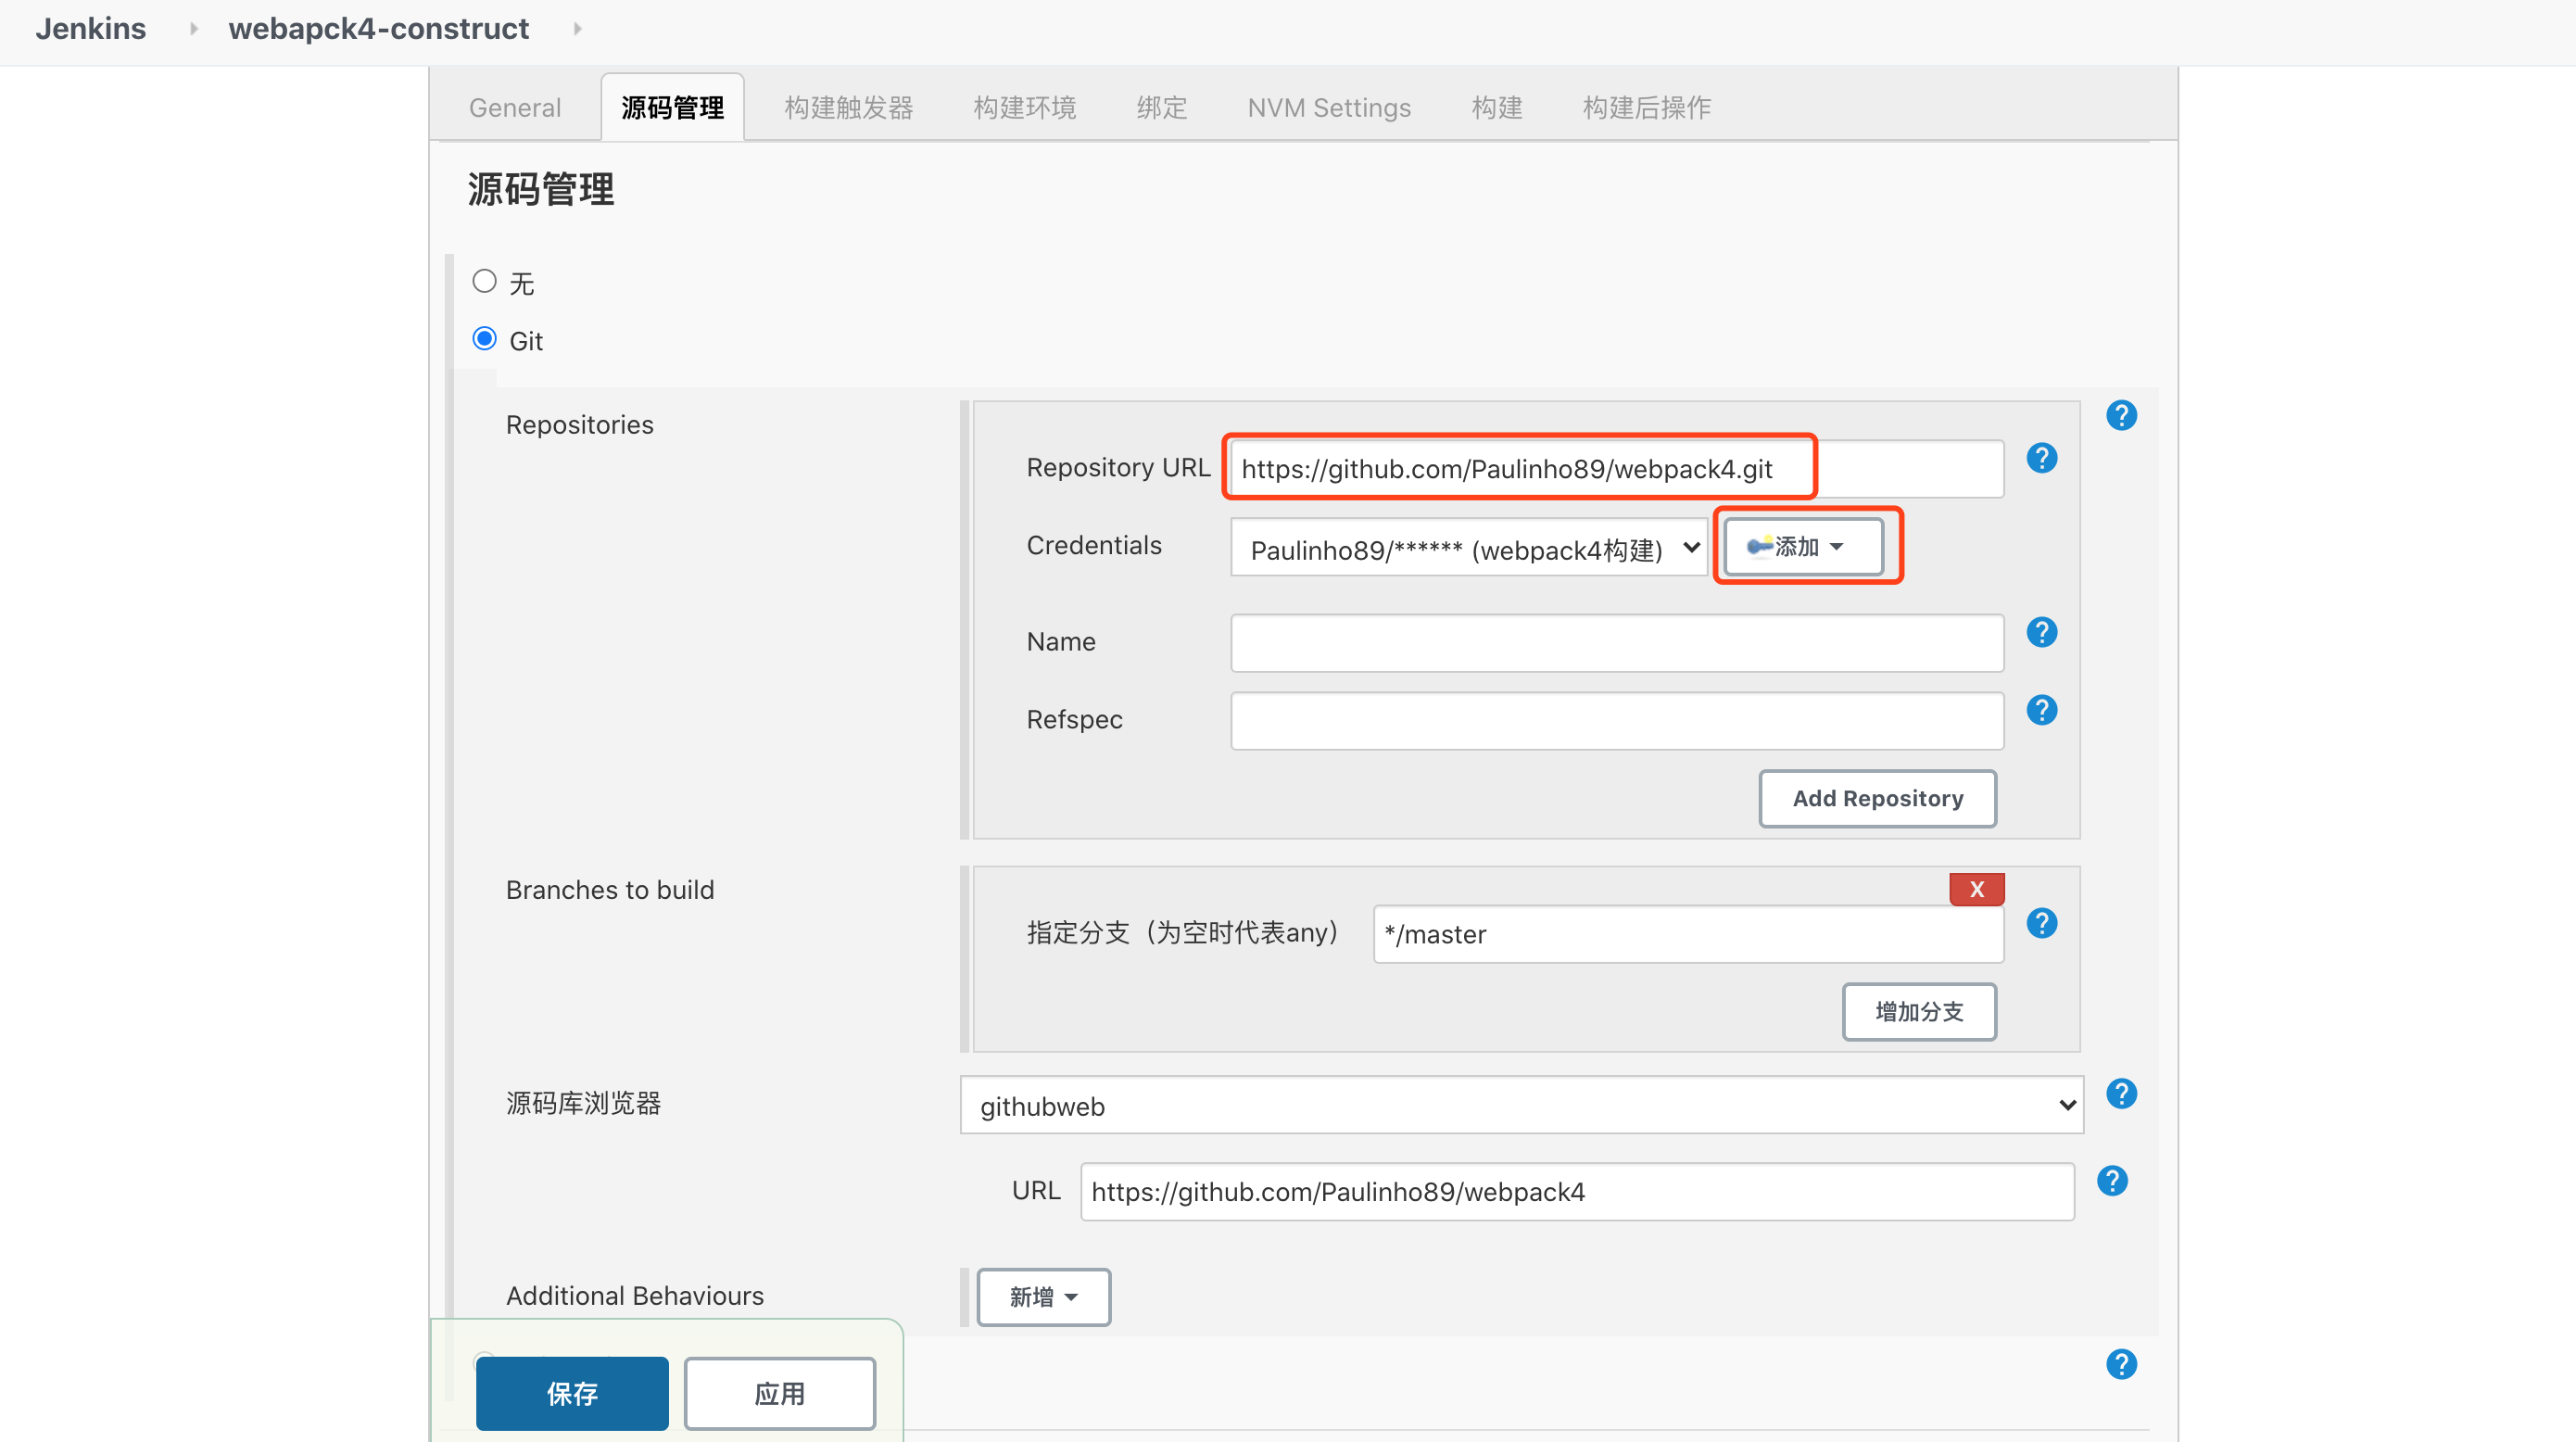 Jenkins webapck4-construct
General 源码管理 构建触发器 构建环境 绑定 NVM Settings 构建 构建后操作
源码管理
无
Git
Repositories
Repository URL https://github.com/Paulinho89/webpack4.git
Credentials Paulinho89/****** (webpack4构建) 添加
Name
Refspec
Add Repository
Branches to build
X
指定分支（为空时代表any） */master
增加分支
源码库浏览器 githubweb
URL https://github.com/Paulinho89/webpack4
Additional Behaviours 新增
保存 应用